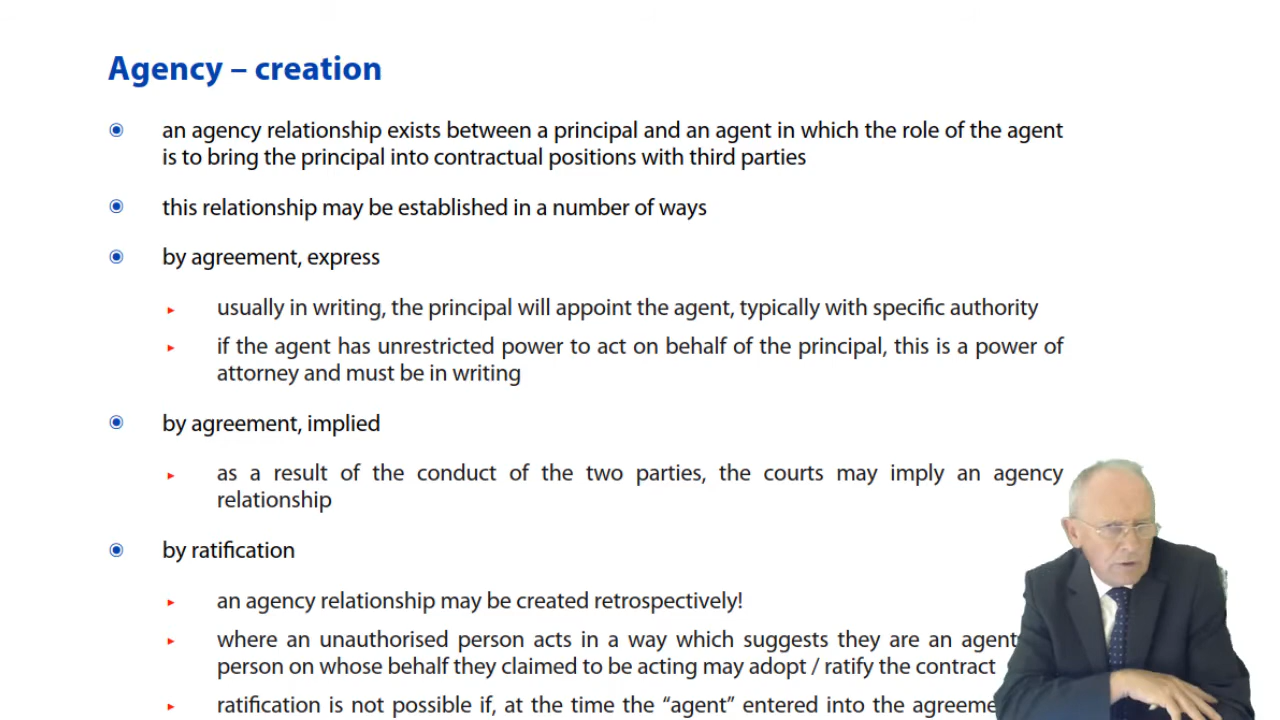 Agency – creation
an agency relationship exists between a principal and an agent in which the role of the agent
is to bring the principal into contractual positions with third parties
this relationship may be established in a number of ways
by agreement, express
usually in writing, the principal will appoint the agent, typically with specific authority
if the agent has unrestricted power to act on behalf of the principal, this is a power of
attorney and must be in writing
by agreement, implied
as a result of the conduct of the two parties, the courts may imply an agency
relationship
by ratification
an agency relationship may be created retrospectively!
where an unauthorised person acts in a way which suggests they are an agent
person on whose behalf they claimed to be acting may adopt / ratify the contract
ratification is not possible if, at the time the “agent” entered into the